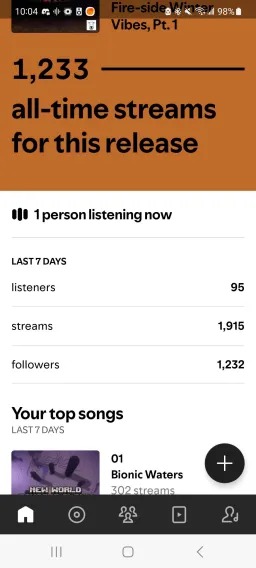 10:04
98%
Fire-side Winter
Vibes, Pt. 1
1,233
all-time streams
for this release
1 person listening now
LAST 7 DAYS
listeners 95
streams 1,915
followers 1,232
Your top songs
LAST 7 DAYS
NEW WORLD
01
Bionic Waters
302 streams